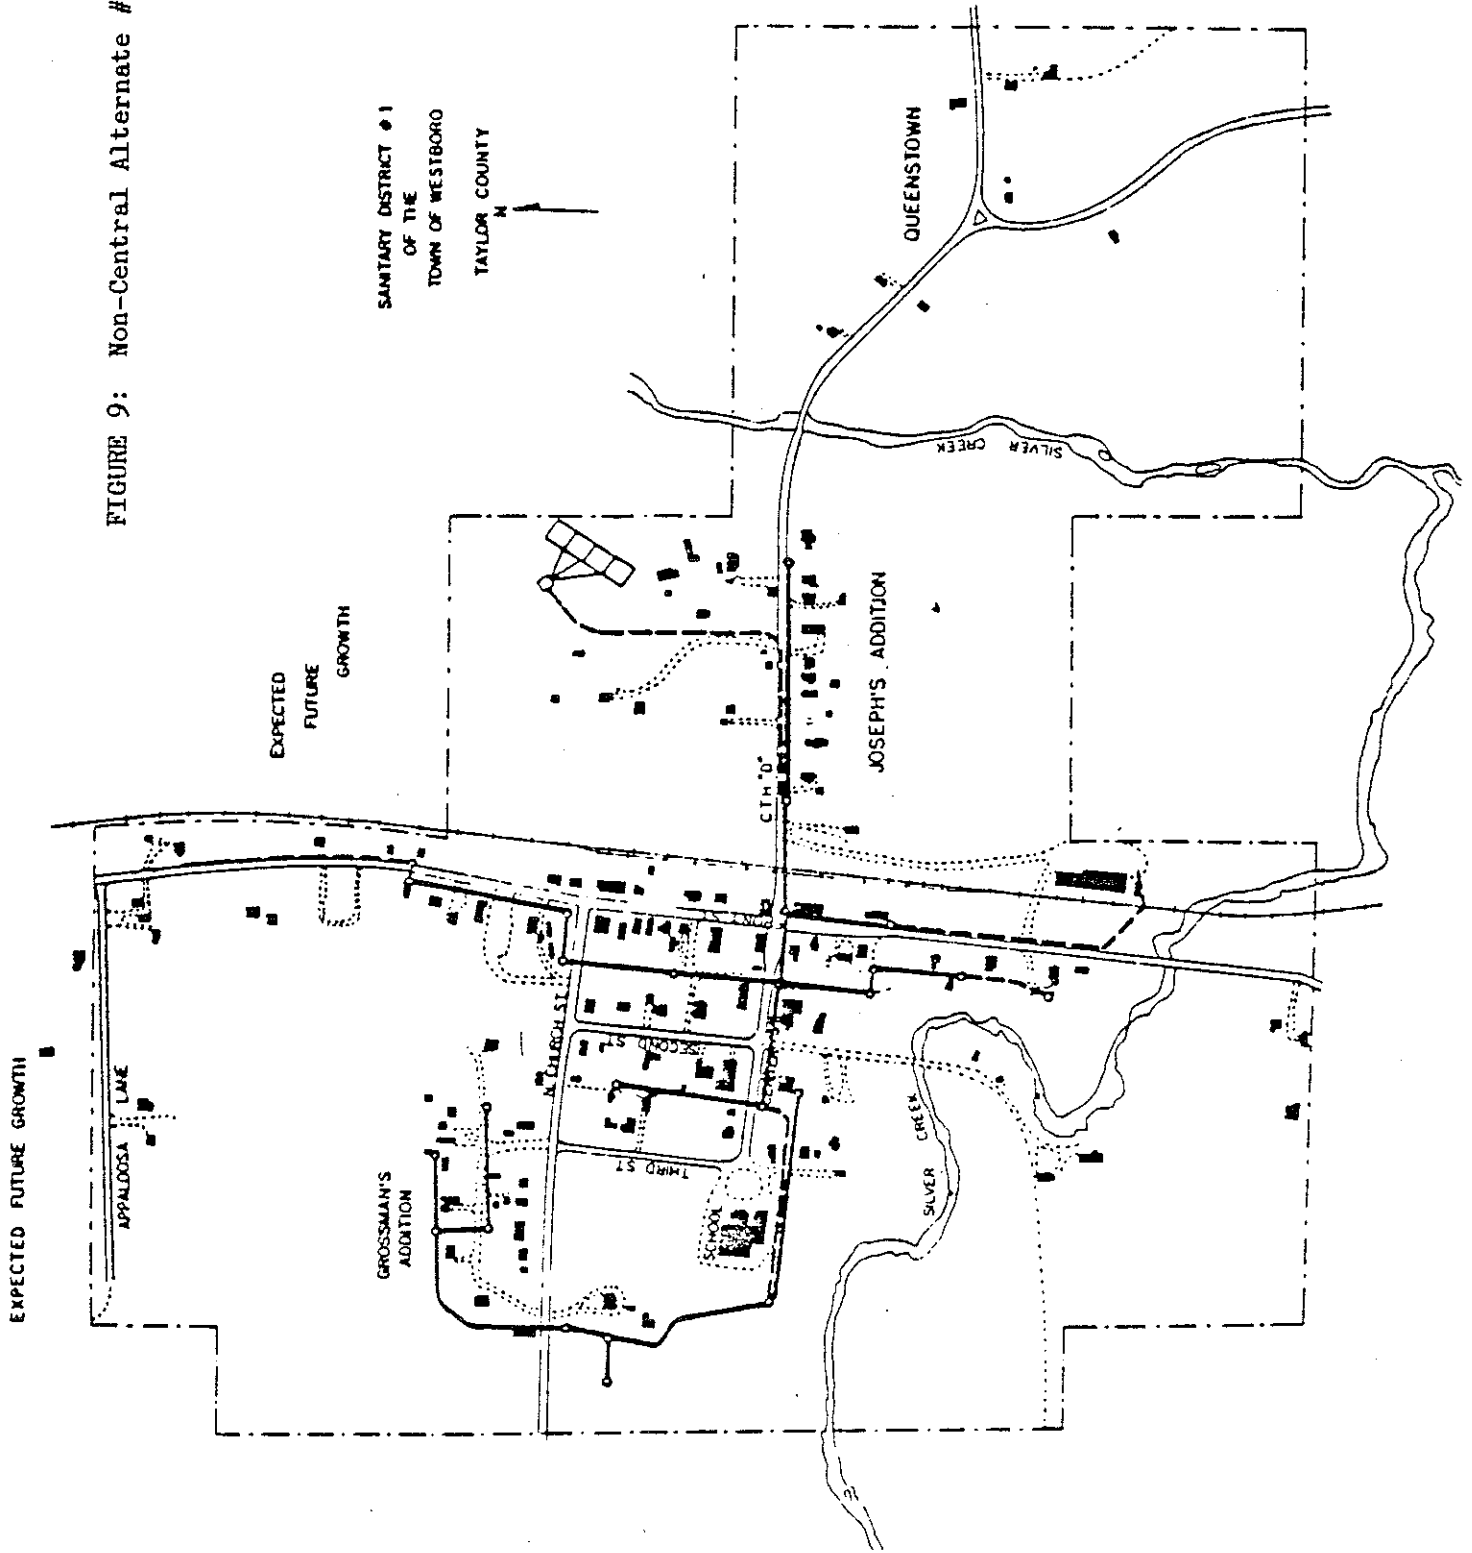 FIGURE 9: Non-Central Alternate #
SANITARY DISTRICT # 1
OF THE
TOWN OF WESTBORO
TAYLOR COUNTY
N
EXPECTED FUTURE GROWTH
EXPECTED
FUTURE
GROWTH
APPALOOSA LANE
GROSSMAN'S
ADDITION
N. CHURCH ST.
SECOND ST.
THIRD ST.
SCHOOL
FRONT ST.
CTH "D"
JOSEPH'S ADDITION
QUEENSTOWN
SILVER CREEK
SILVER CREEK